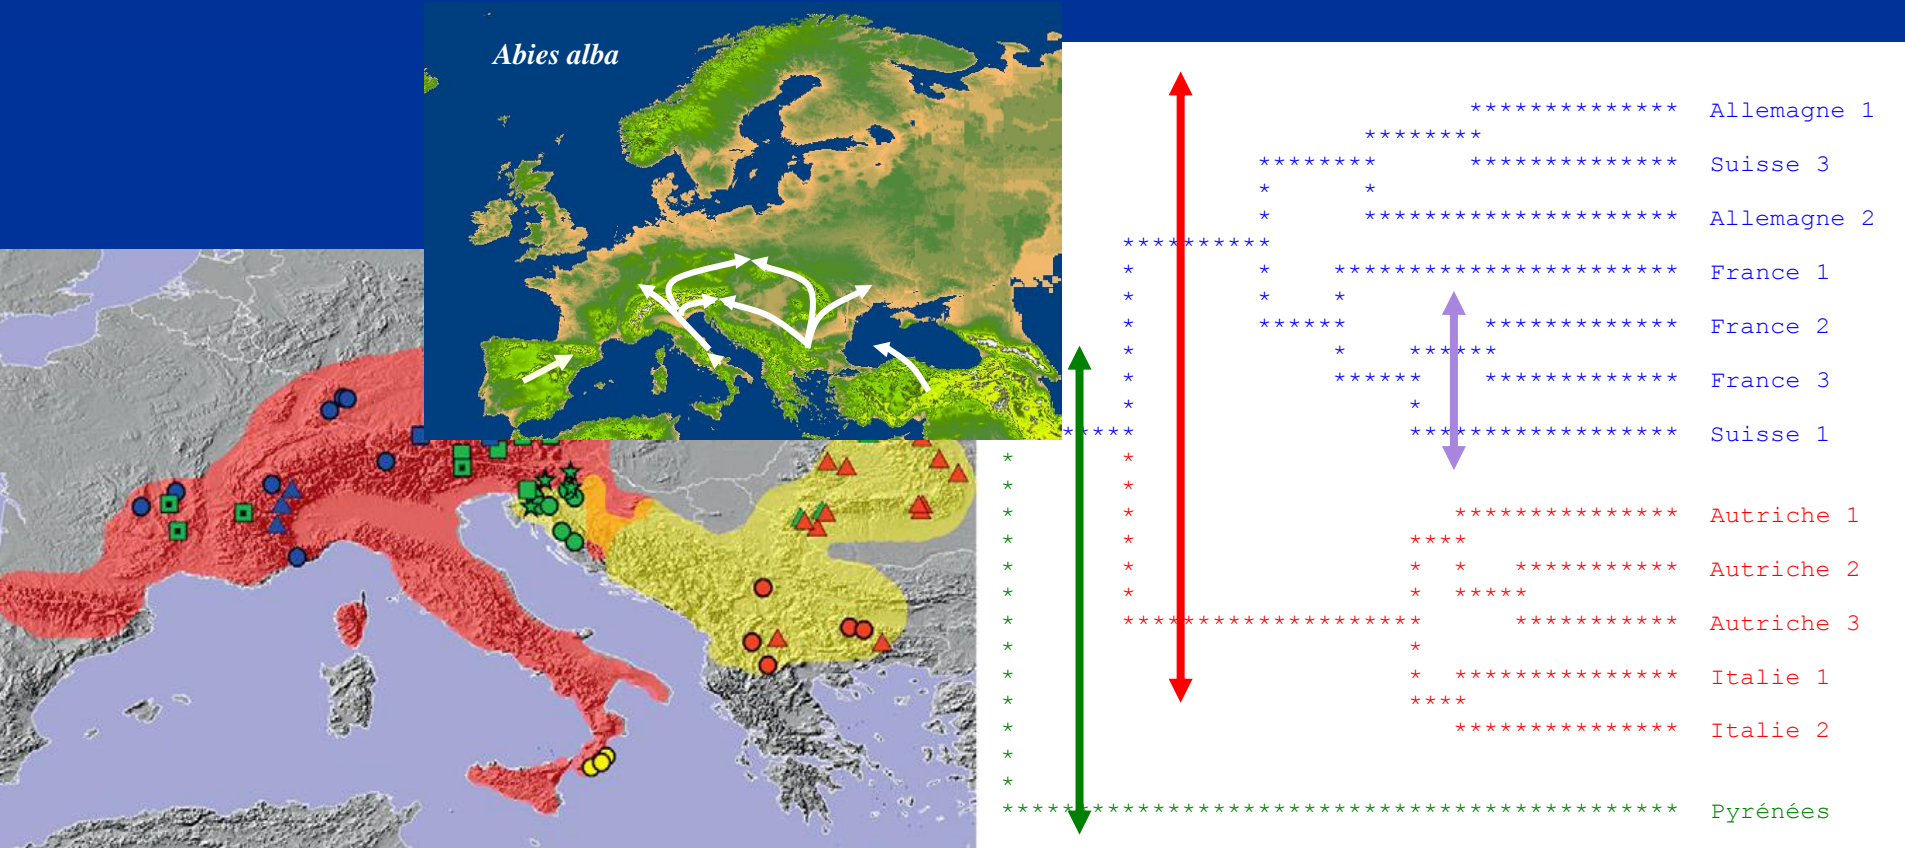 Abies alba
Allemagne 1
Suisse 3
Allemagne 2
France 1
France 2
France 3
Suisse 1
Autriche 1
Autriche 2
Autriche 3
Italie 1
Italie 2
Pyrénées